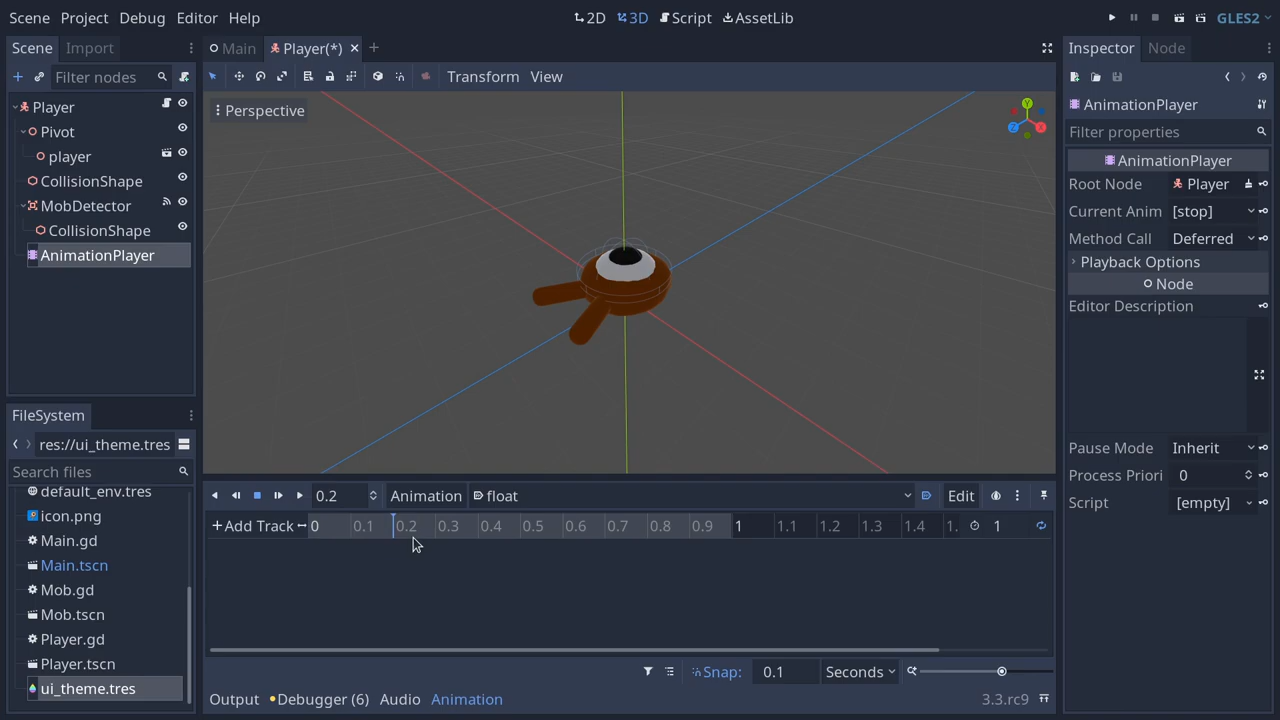 Scene Project Debug Editor Help 2D 3D Script AssetLib GLES2
Scene Import Main Player(*) Inspector Node
Filter nodes Transform View
Player
Pivot
player
CollisionShape
MobDetector
CollisionShape
AnimationPlayer
Perspective
AnimationPlayer
Filter properties
AnimationPlayer
Root Node Player
Current Anim [stop]
Method Call Deferred
Playback Options
Node
Editor Description
Pause Mode Inherit
Process Priori 0
Script [empty]
FileSystem
res://ui_theme.tres
Search files
default_env.tres
icon.png
Main.gd
Main.tscn
Mob.gd
Mob.tscn
Player.gd
Player.tscn
ui_theme.tres
0.2 Animation float Edit
Add Track 0 0.1 0.2 0.3 0.4 0.5 0.6 0.7 0.8 0.9 1 1.1 1.2 1.3 1.4 1. 1
Snap: 0.1 Seconds
Output Debugger (6) Audio Animation 3.3.rc9